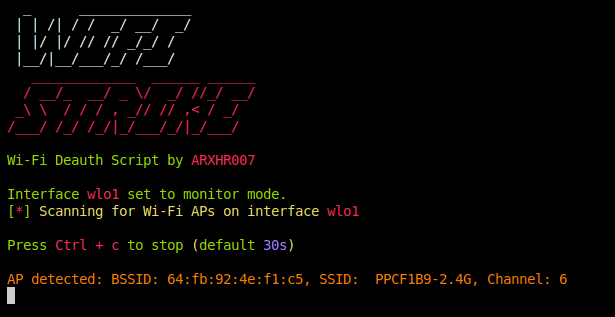 WIFI
STRIKE
Wi-Fi Deauth Script by ARXHR007
Interface wlo1 set to monitor mode.
[*] Scanning for Wi-Fi APs on interface wlo1
Press Ctrl + c to stop (default 30s)
AP detected: BSSID: 64:fb:92:4e:f1:c5, SSID:  PPCF1B9-2.4G, Channel: 6